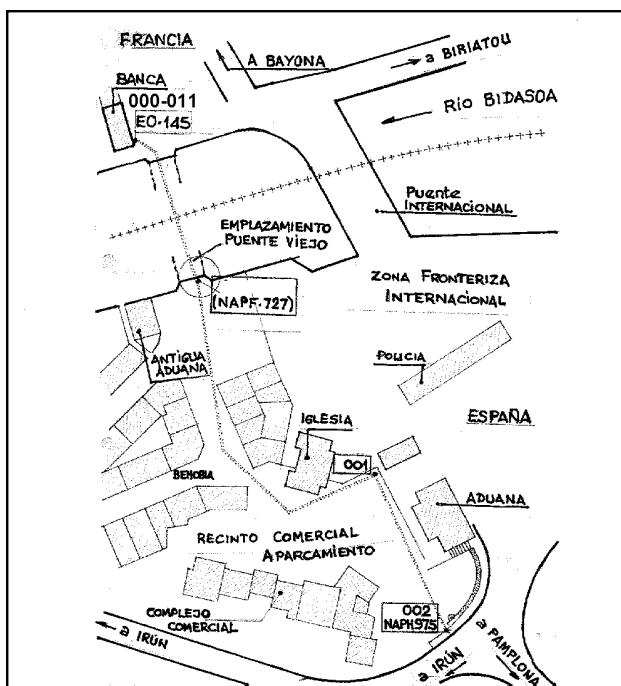 FRANCIA
A BAYONA
a BIRIATOU
BANCA
000-011
EO-145
RÍO BIDASOA
PUENTE
INTERNACIONAL
EMPLAZAMIENTO
PUENTE VIEJO
(NAPF-727)
ZONA FRONTERIZA
INTERNACIONAL
ANTIGUA
ADUANA
POLICIA
ESPAÑA
IGLESIA
001
BEHOBIA
ADUANA
RECINTO COMERCIAL
APARCAMIENTO
COMPLEJO
COMERCIAL
002
NAPH975
a IRÚN
a IRÚN
a PAMPLONA